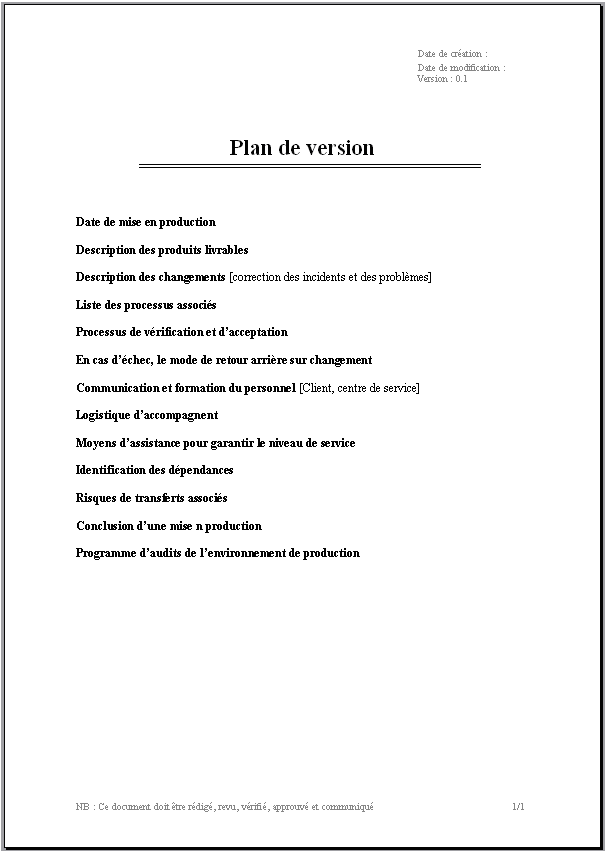 Date de création :
Date de modification :
Version : 0.1
Plan de version
Date de mise en production
Description des produits livrables
Description des changements [correction des incidents et des problèmes]
Liste des processus associés
Processus de vérification et d’acceptation
En cas d’échec, le mode de retour arrière sur changement
Communication et formation du personnel [Client, centre de service]
Logistique d’accompagnent
Moyens d’assistance pour garantir le niveau de service
Identification des dépendances
Risques de transferts associés
Conclusion d’une mise n production
Programme d’audits de l’environnement de production
NB : Ce document doit être rédigé, revu, vérifié, approuvé et communiqué 1/1